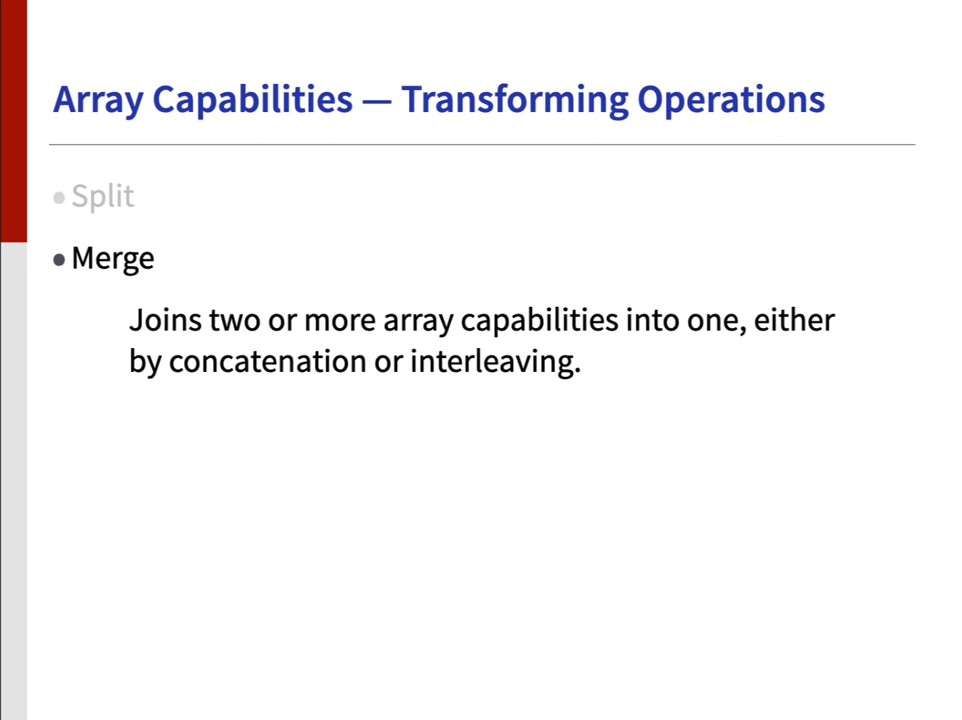 Array Capabilities — Transforming Operations
• Split
• Merge
Joins two or more array capabilities into one, either
by concatenation or interleaving.